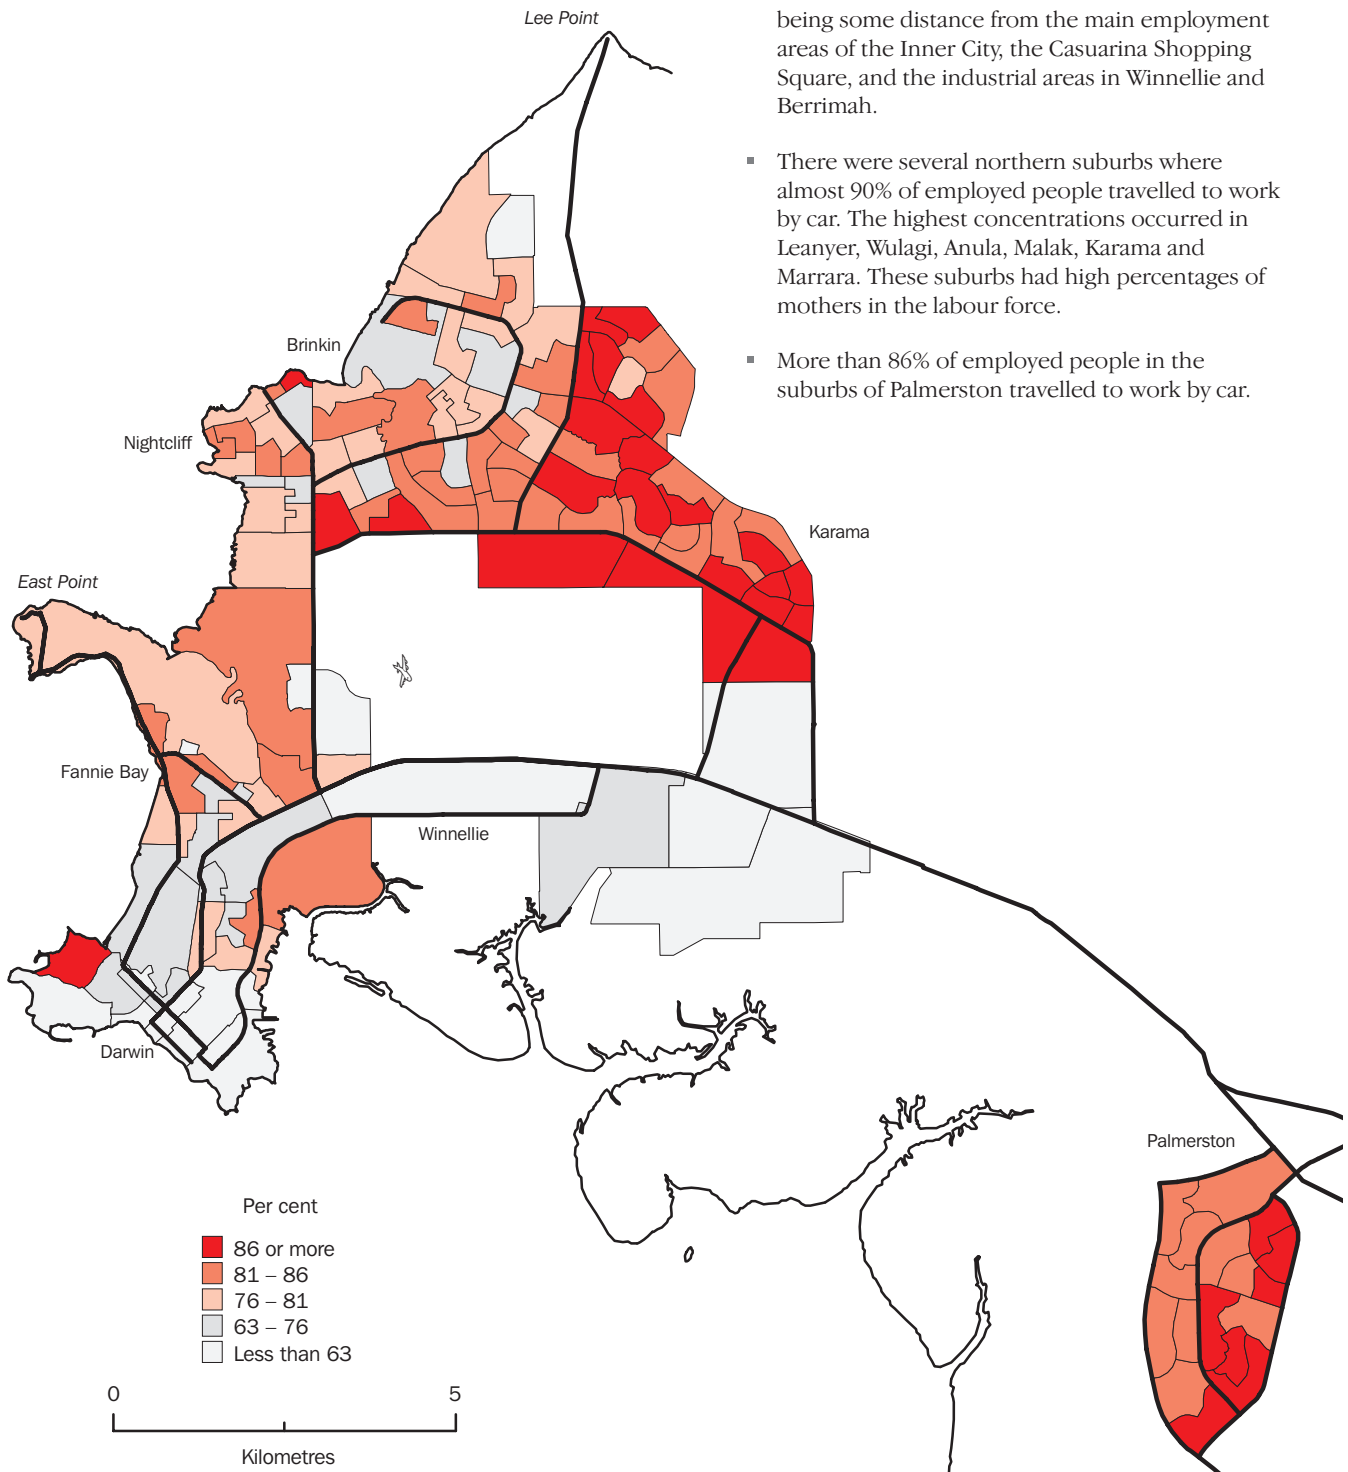 being some distance from the main employment
areas of the Inner City, the Casuarina Shopping
Square, and the industrial areas in Winnellie and
Berrimah.
▪ There were several northern suburbs where
almost 90% of employed people travelled to work
by car. The highest concentrations occurred in
Leanyer, Wulagi, Anula, Malak, Karama and
Marrara. These suburbs had high percentages of
mothers in the labour force.
▪ More than 86% of employed people in the
suburbs of Palmerston travelled to work by car.
Lee Point
Brinkin
Nightcliff
Karama
East Point
Fannie Bay
Winnellie
Darwin
Palmerston
Per cent
86 or more
81 – 86
76 – 81
63 – 76
Less than 63
0 5
Kilometres